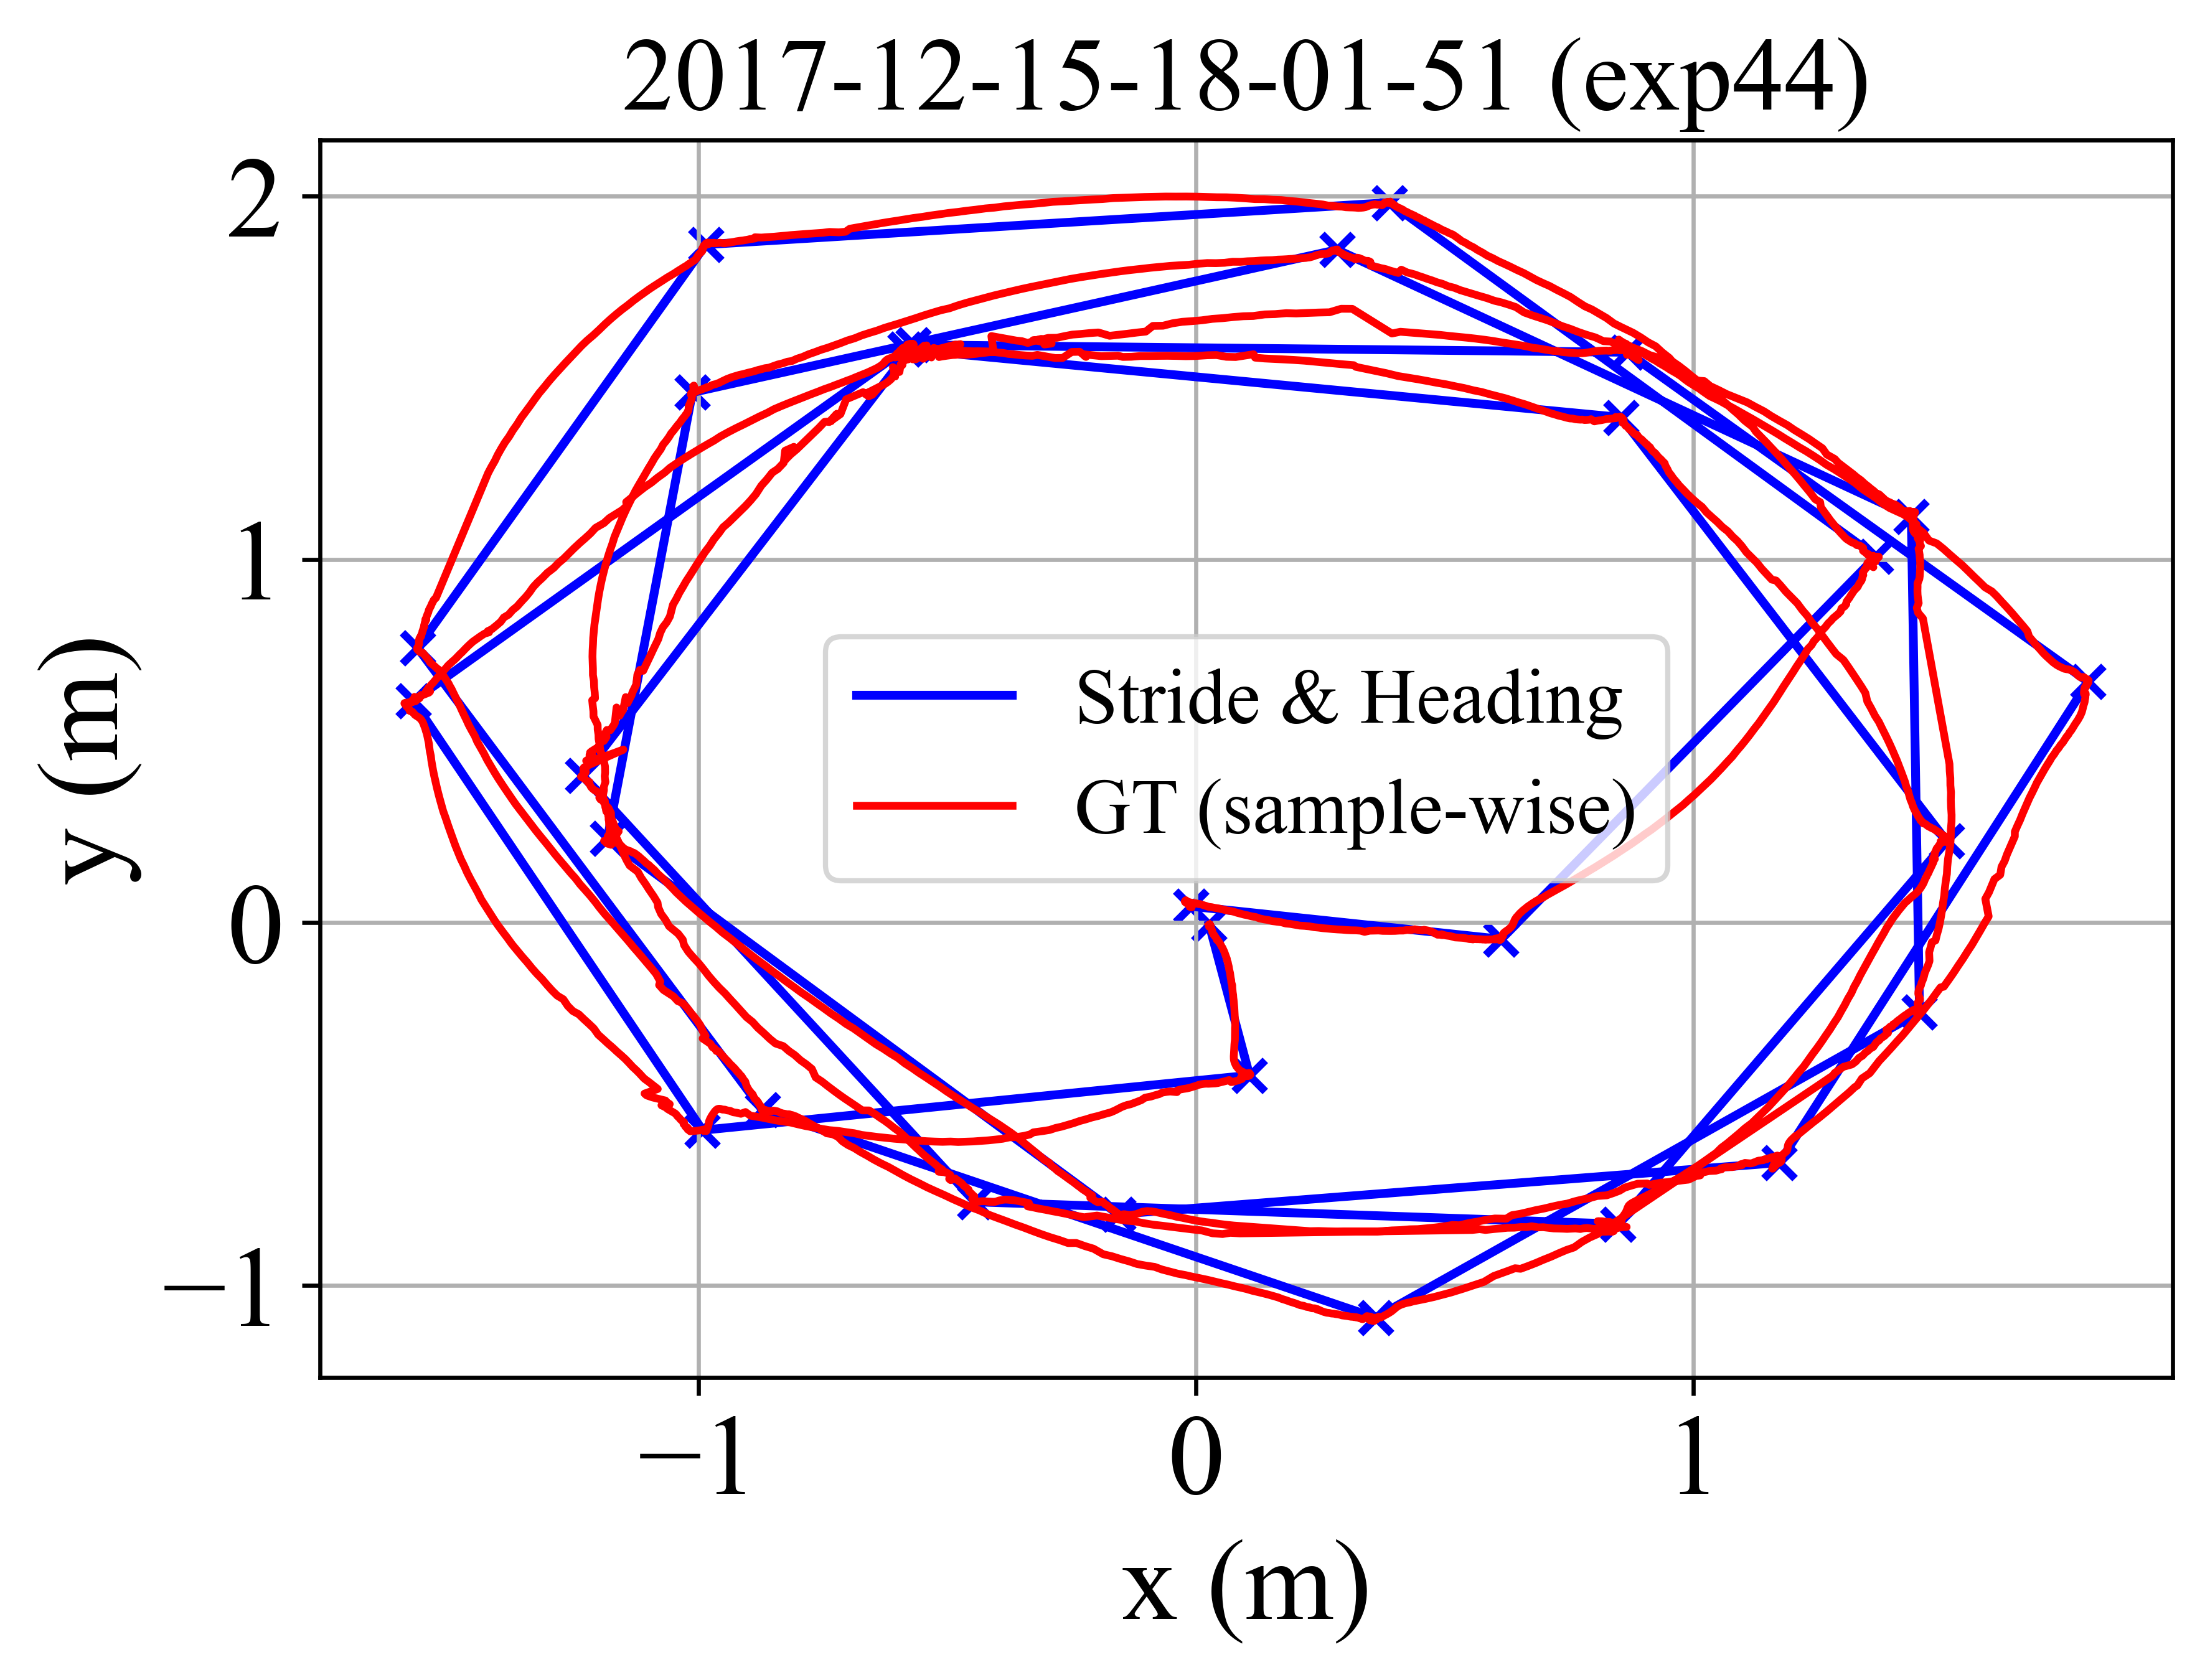 2017-12-15-18-01-51 (exp44)
2
1
0
−1
y (m)
Stride & Heading
GT (sample-wise)
−1
0
1
x (m)